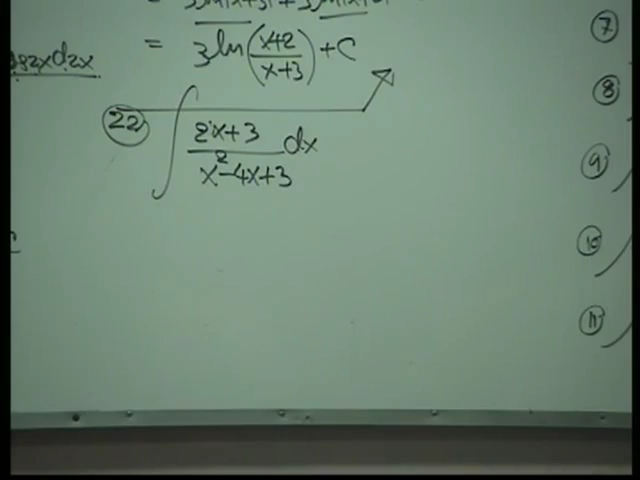 = 3ln(x+2/x+3) +C
22 ∫ 2x+3/x²-4x+3 dx
7
8
9
10
11